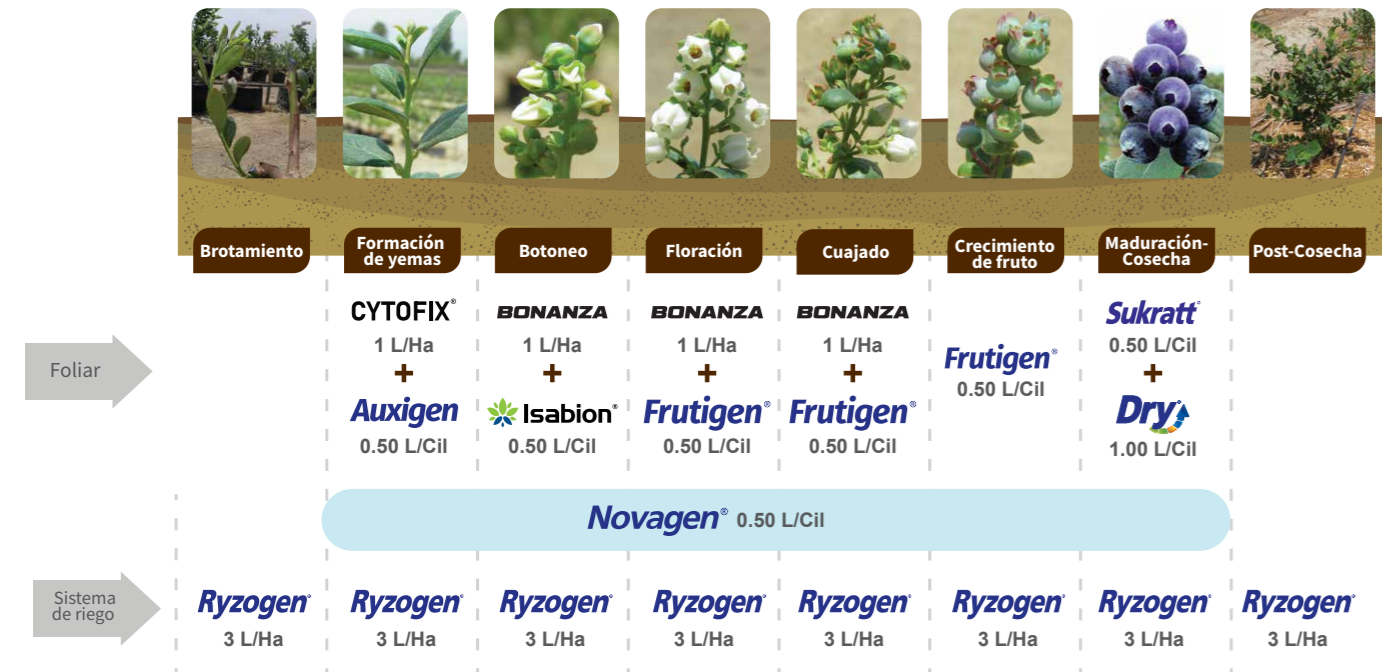 Brotamiento
Formación
de yemas
Botoneo
Floración
Cuajado
Crecimiento
de fruto
Maduración-
Cosecha
Post-Cosecha
Foliar
CYTOFIX®
1 L/Ha
+
Auxigen
0.50 L/Cil
BONANZA
1 L/Ha
+
Isabion®
0.50 L/Cil
BONANZA
1 L/Ha
+
Frutigen®
0.50 L/Cil
BONANZA
1 L/Ha
+
Frutigen®
0.50 L/Cil
Frutigen®
0.50 L/Cil
Sukratt®
0.50 L/Cil
+
Dry
1.00 L/Cil
Novagen® 0.50 L/Cil
Sistema
de riego
Ryzogen®
3 L/Ha
Ryzogen®
3 L/Ha
Ryzogen®
3 L/Ha
Ryzogen®
3 L/Ha
Ryzogen®
3 L/Ha
Ryzogen®
3 L/Ha
Ryzogen®
3 L/Ha
Ryzogen®
3 L/Ha